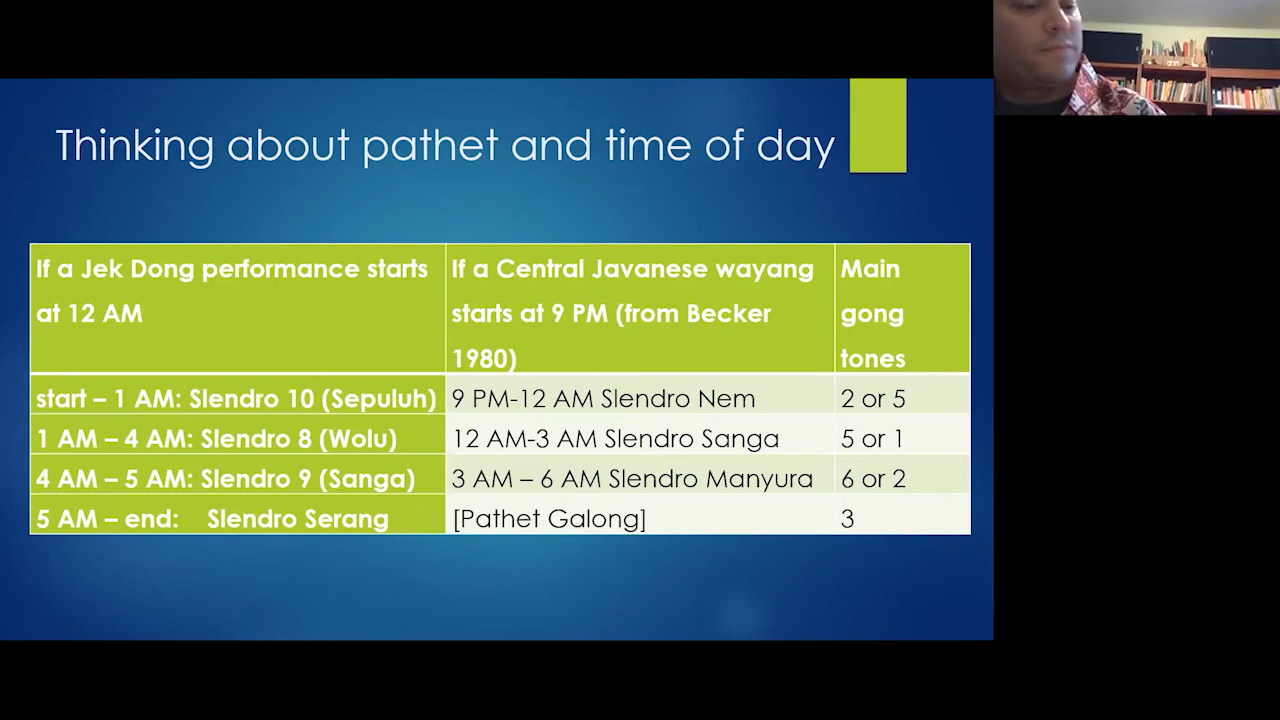 Thinking about pathet and time of day
If a Jek Dong performance starts
at 12 AM
If a Central Javanese wayang
starts at 9 PM (from Becker
1980)
Main
gong
tones
start – 1 AM: Slendro 10 (Sepuluh)
9 PM-12 AM Slendro Nem
2 or 5
1 AM – 4 AM: Slendro 8 (Wolu)
12 AM-3 AM Slendro Sanga
5 or 1
4 AM – 5 AM: Slendro 9 (Sanga)
3 AM – 6 AM Slendro Manyura
6 or 2
5 AM – end: Slendro Serang
[Pathet Galong]
3